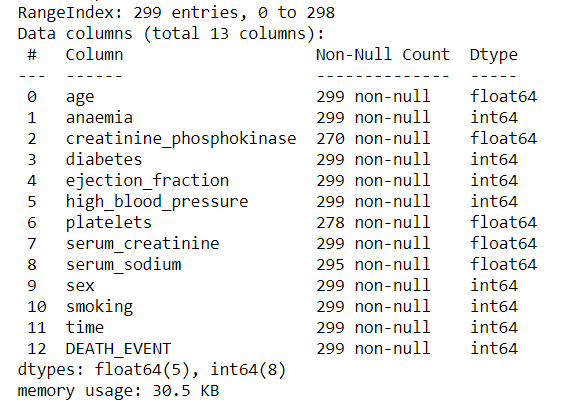 RangeIndex: 299 entries, 0 to 298
Data columns (total 13 columns):
 #   Column                    Non-Null Count  Dtype
---  ------                    --------------  -----
 0   age                       299 non-null    float64
 1   anaemia                   299 non-null    int64
 2   creatinine_phosphokinase  270 non-null    float64
 3   diabetes                  299 non-null    int64
 4   ejection_fraction         299 non-null    int64
 5   high_blood_pressure       299 non-null    int64
 6   platelets                 278 non-null    float64
 7   serum_creatinine          299 non-null    float64
 8   serum_sodium              295 non-null    float64
 9   sex                       299 non-null    int64
 10  smoking                   299 non-null    int64
 11  time                      299 non-null    int64
 12  DEATH_EVENT               299 non-null    int64
dtypes: float64(5), int64(8)
memory usage: 30.5 KB